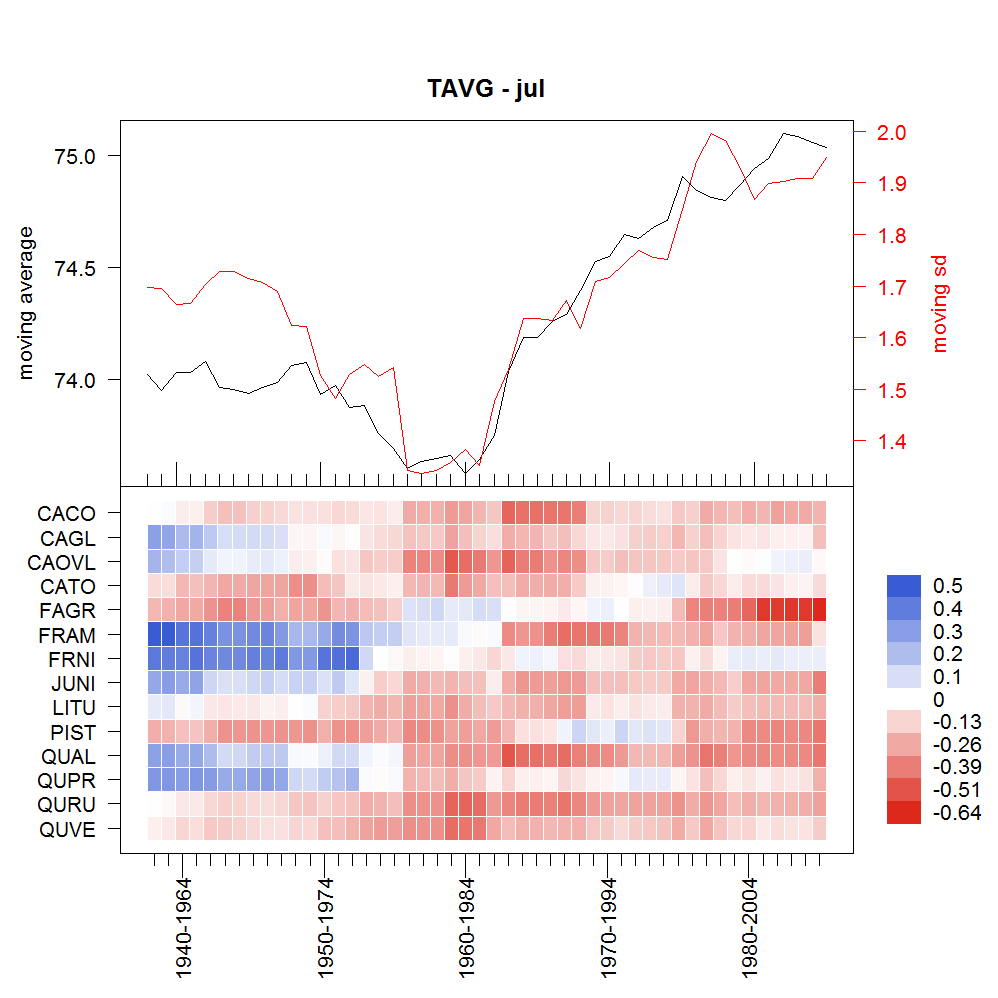 TAVG - jul
moving average
75.0
74.5
74.0
2.0
1.9
1.8
1.7
1.6
1.5
1.4
moving sd
CACO
CAGL
CAOVL
CATO
FAGR
FRAM
FRNI
JUNI
LITU
PIST
QUAL
QUPR
QURU
QUVE
0.5
0.4
0.3
0.2
0.1
0
-0.13
-0.26
-0.39
-0.51
-0.64
1940-1964
1950-1974
1960-1984
1970-1994
1980-2004